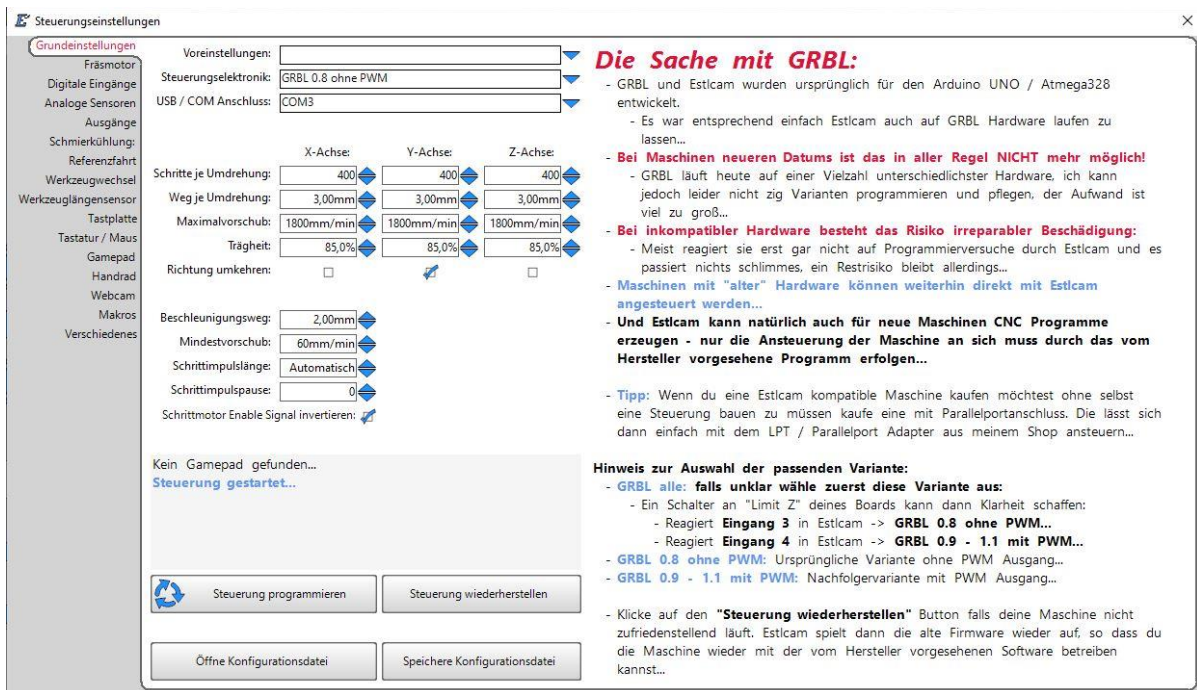 Steuerungseinstellungen
Grundeinstellungen
Fräsmotor
Digitale Eingänge
Analoge Sensoren
Ausgänge
Schmierkühlung:
Referenzfahrt
Werkzeugwechsel
Werkzeuglängensensor
Tastplatte
Tastatur / Maus
Gamepad
Handrad
Webcam
Makros
Verschiedenes
Voreinstellungen:
Steuerungselektronik: GRBL 0.8 ohne PWM
USB / COM Anschluss: COM3
X-Achse: Y-Achse: Z-Achse:
Schritte je Umdrehung: 400 400 400
Weg je Umdrehung: 3,00mm 3,00mm 3,00mm
Maximalvorschub: 1800mm/min 1800mm/min 1800mm/min
Trägheit: 85,0% 85,0% 85,0%
Richtung umkehren:
Beschleunigungsweg: 2,00mm
Mindestvorschub: 60mm/min
Schrittimpulslänge: Automatisch
Schrittimpulspause: 0
Schrittmotor Enable Signal invertieren:
Kein Gamepad gefunden...
Steuerung gestartet...
Steuerung programmieren
Steuerung wiederherstellen
Öffne Konfigurationsdatei
Speichere Konfigurationsdatei
Die Sache mit GRBL:
- GRBL und Estlcam wurden ursprünglich für den Arduino UNO / Atmega328
entwickelt.
- Es war entsprechend einfach Estlcam auch auf GRBL Hardware laufen zu
lassen...
- Bei Maschinen neueren Datums ist das in aller Regel NICHT mehr möglich!
- GRBL läuft heute auf einer Vielzahl unterschiedlichster Hardware, ich kann
jedoch leider nicht zig Varianten programmieren und pflegen, der Aufwand ist
viel zu groß...
- Bei inkompatibler Hardware besteht das Risiko irreparabler Beschädigung:
- Meist reagiert sie erst gar nicht auf Programmierversuche durch Estlcam und es
passiert nichts schlimmes, ein Restrisiko bleibt allerdings...
- Maschinen mit "alter" Hardware können weiterhin direkt mit Estlcam
angesteuert werden...
- Und Estlcam kann natürlich auch für neue Maschinen CNC Programme
erzeugen - nur die Ansteuerung der Maschine an sich muss durch das vom
Hersteller vorgesehene Programm erfolgen...
- Tipp: Wenn du eine Estlcam kompatible Maschine kaufen möchtest ohne selbst
eine Steuerung bauen zu müssen kaufe eine mit Parallelportanschluss. Die lässt sich
dann einfach mit dem LPT / Parallelport Adapter aus meinem Shop ansteuern...
Hinweis zur Auswahl der passenden Variante:
- GRBL alle: falls unklar wähle zuerst diese Variante aus:
- Ein Schalter an "Limit Z" deines Boards kann dann Klarheit schaffen:
- Reagiert Eingang 3 in Estlcam -> GRBL 0.8 ohne PWM...
- Reagiert Eingang 4 in Estlcam -> GRBL 0.9 - 1.1 mit PWM...
- GRBL 0.8 ohne PWM: Ursprüngliche Variante ohne PWM Ausgang...
- GRBL 0.9 - 1.1 mit PWM: Nachfolgervariante mit PWM Ausgang...
- Klicke auf den "Steuerung wiederherstellen" Button falls deine Maschine nicht
zufriedenstellend läuft. Estlcam spielt dann die alte Firmware wieder auf, so dass du
die Maschine wieder mit der vom Hersteller vorgesehenen Software betreiben
kannst...